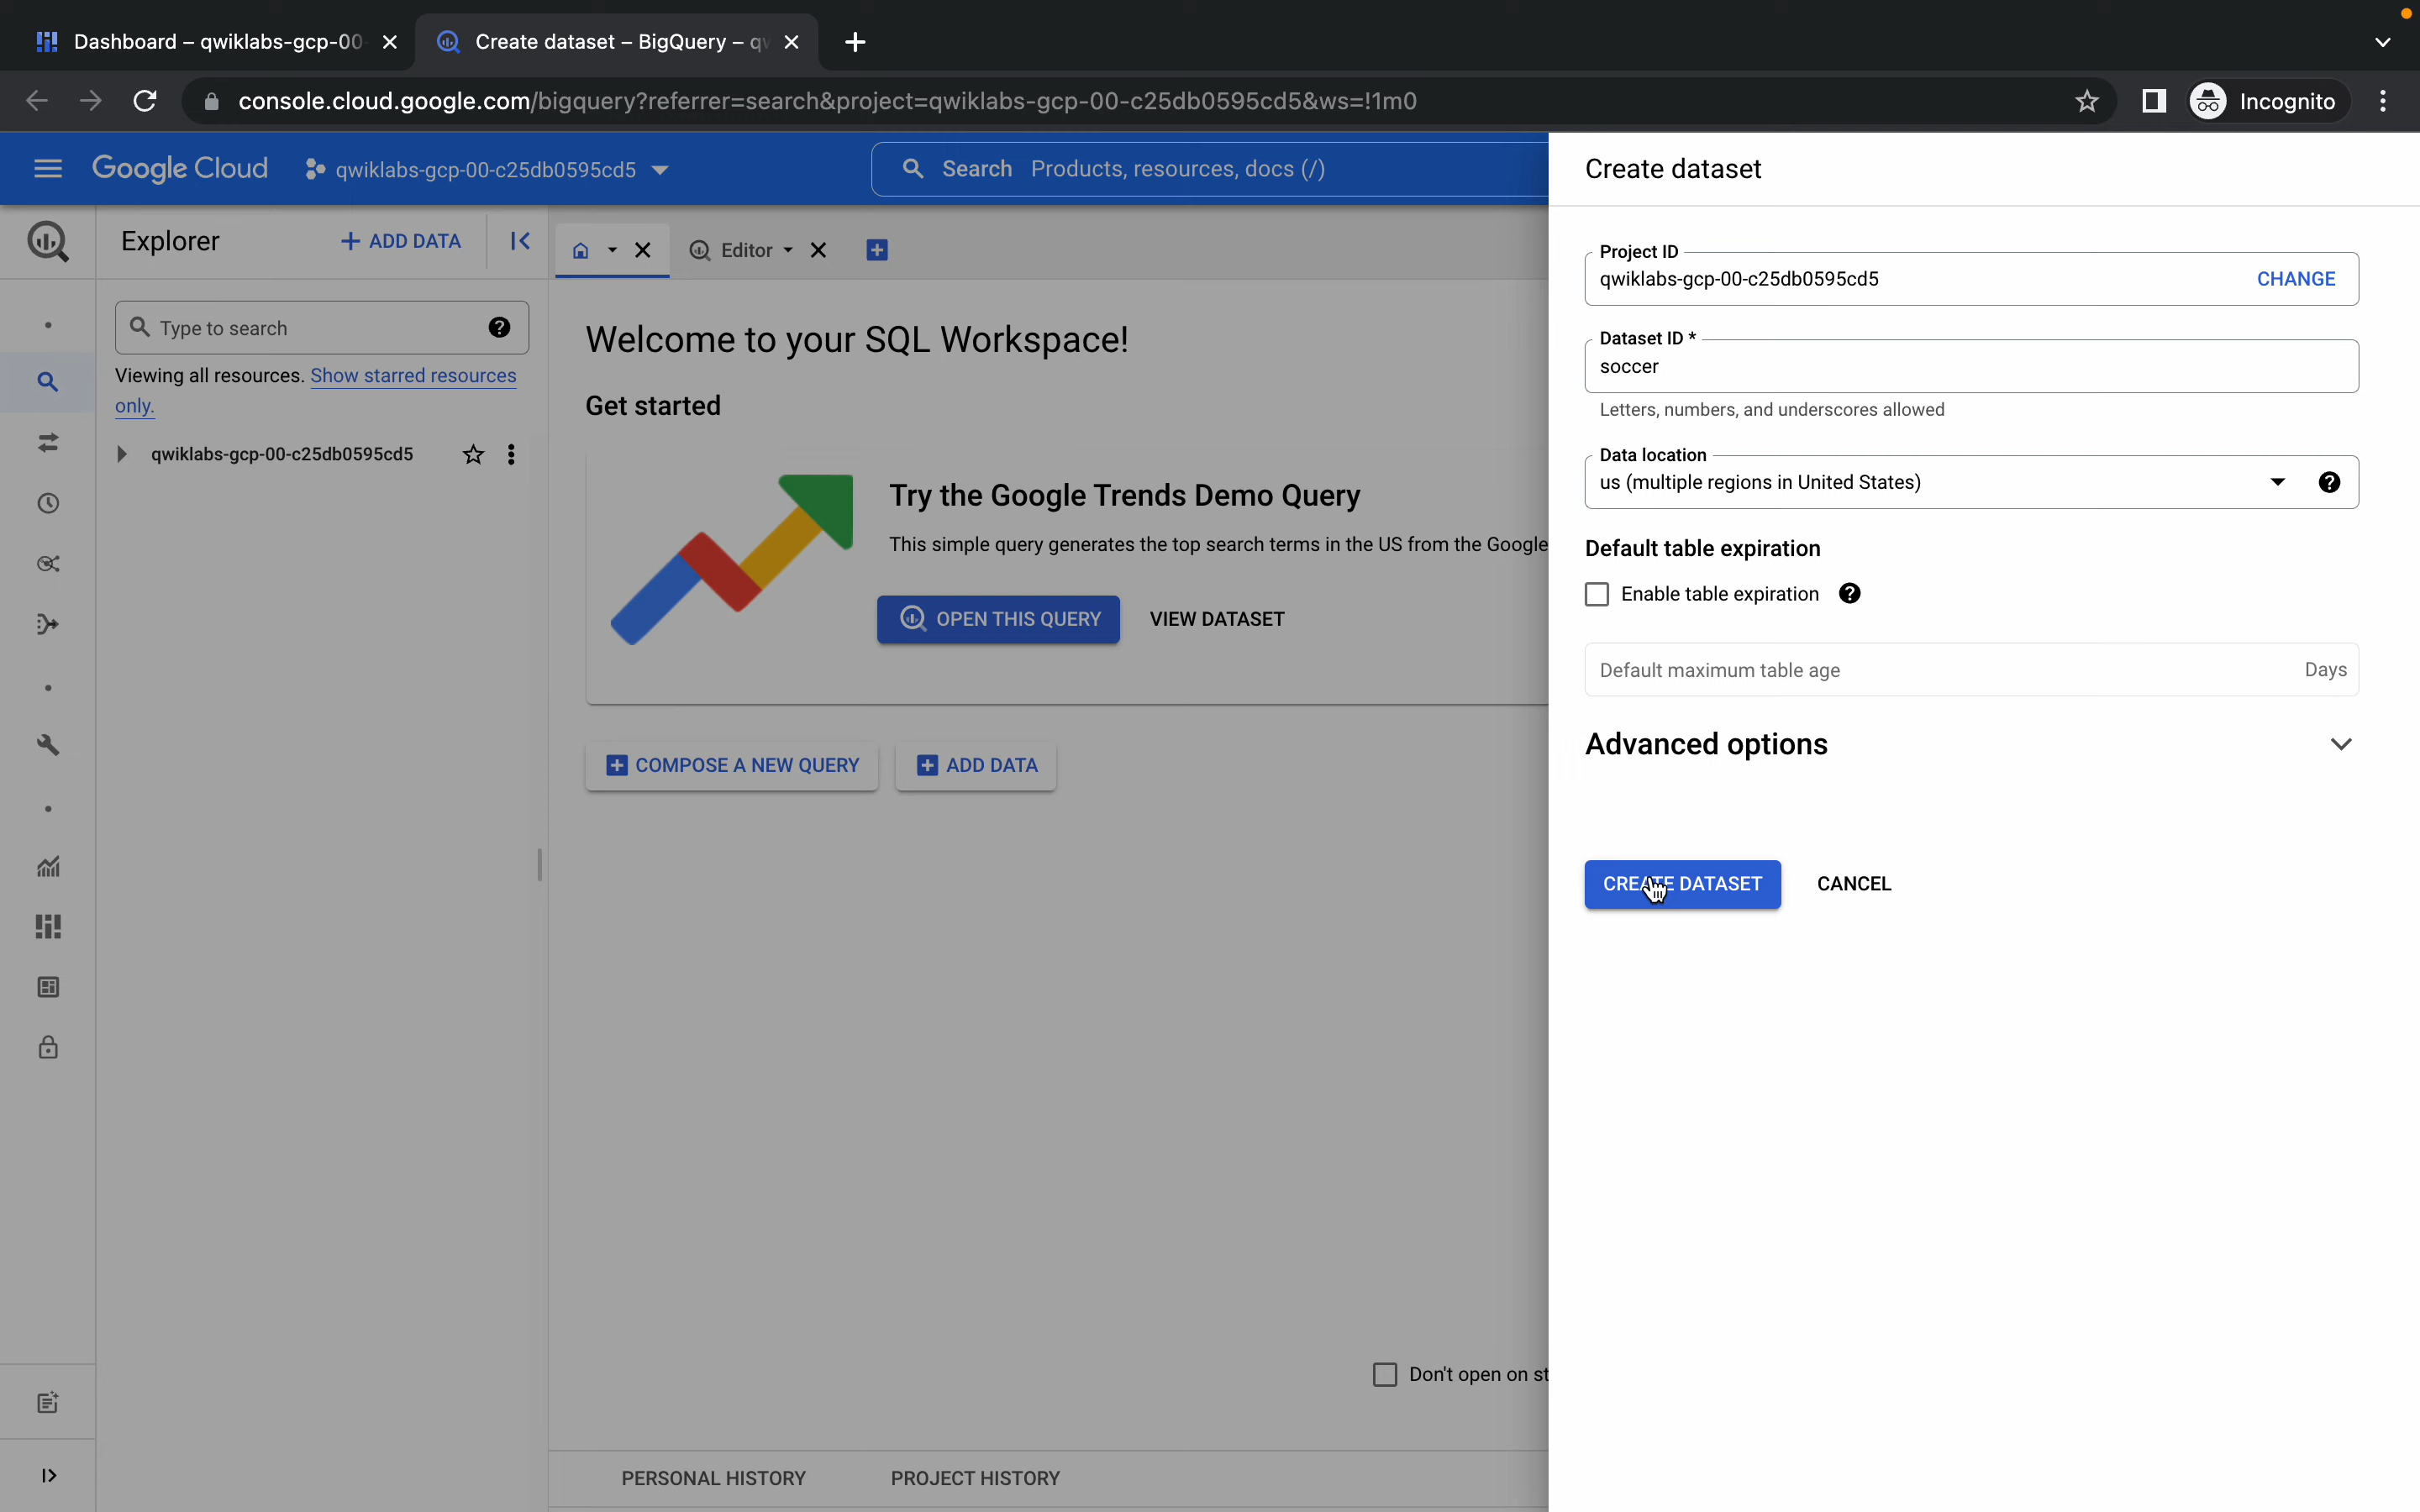 Dashboard – qwiklabs-gcp-00-
Create dataset – BigQuery – qw
console.cloud.google.com/bigquery?referrer=search&project=qwiklabs-gcp-00-c25db0595cd5&ws=!1m0
Incognito
Google Cloud
qwiklabs-gcp-00-c25db0595cd5
Search Products, resources, docs (/)
Explorer
ADD DATA
Type to search
Viewing all resources. Show starred resources
only.
qwiklabs-gcp-00-c25db0595cd5
Editor
Welcome to your SQL Workspace!
Get started
Try the Google Trends Demo Query
This simple query generates the top search terms in the US from the Google
OPEN THIS QUERY
VIEW DATASET
COMPOSE A NEW QUERY
ADD DATA
Don't open on st
PERSONAL HISTORY
PROJECT HISTORY
Create dataset
Project ID
qwiklabs-gcp-00-c25db0595cd5
CHANGE
Dataset ID *
soccer
Letters, numbers, and underscores allowed
Data location
us (multiple regions in United States)
Default table expiration
Enable table expiration
Default maximum table age
Days
Advanced options
CREATE DATASET
CANCEL